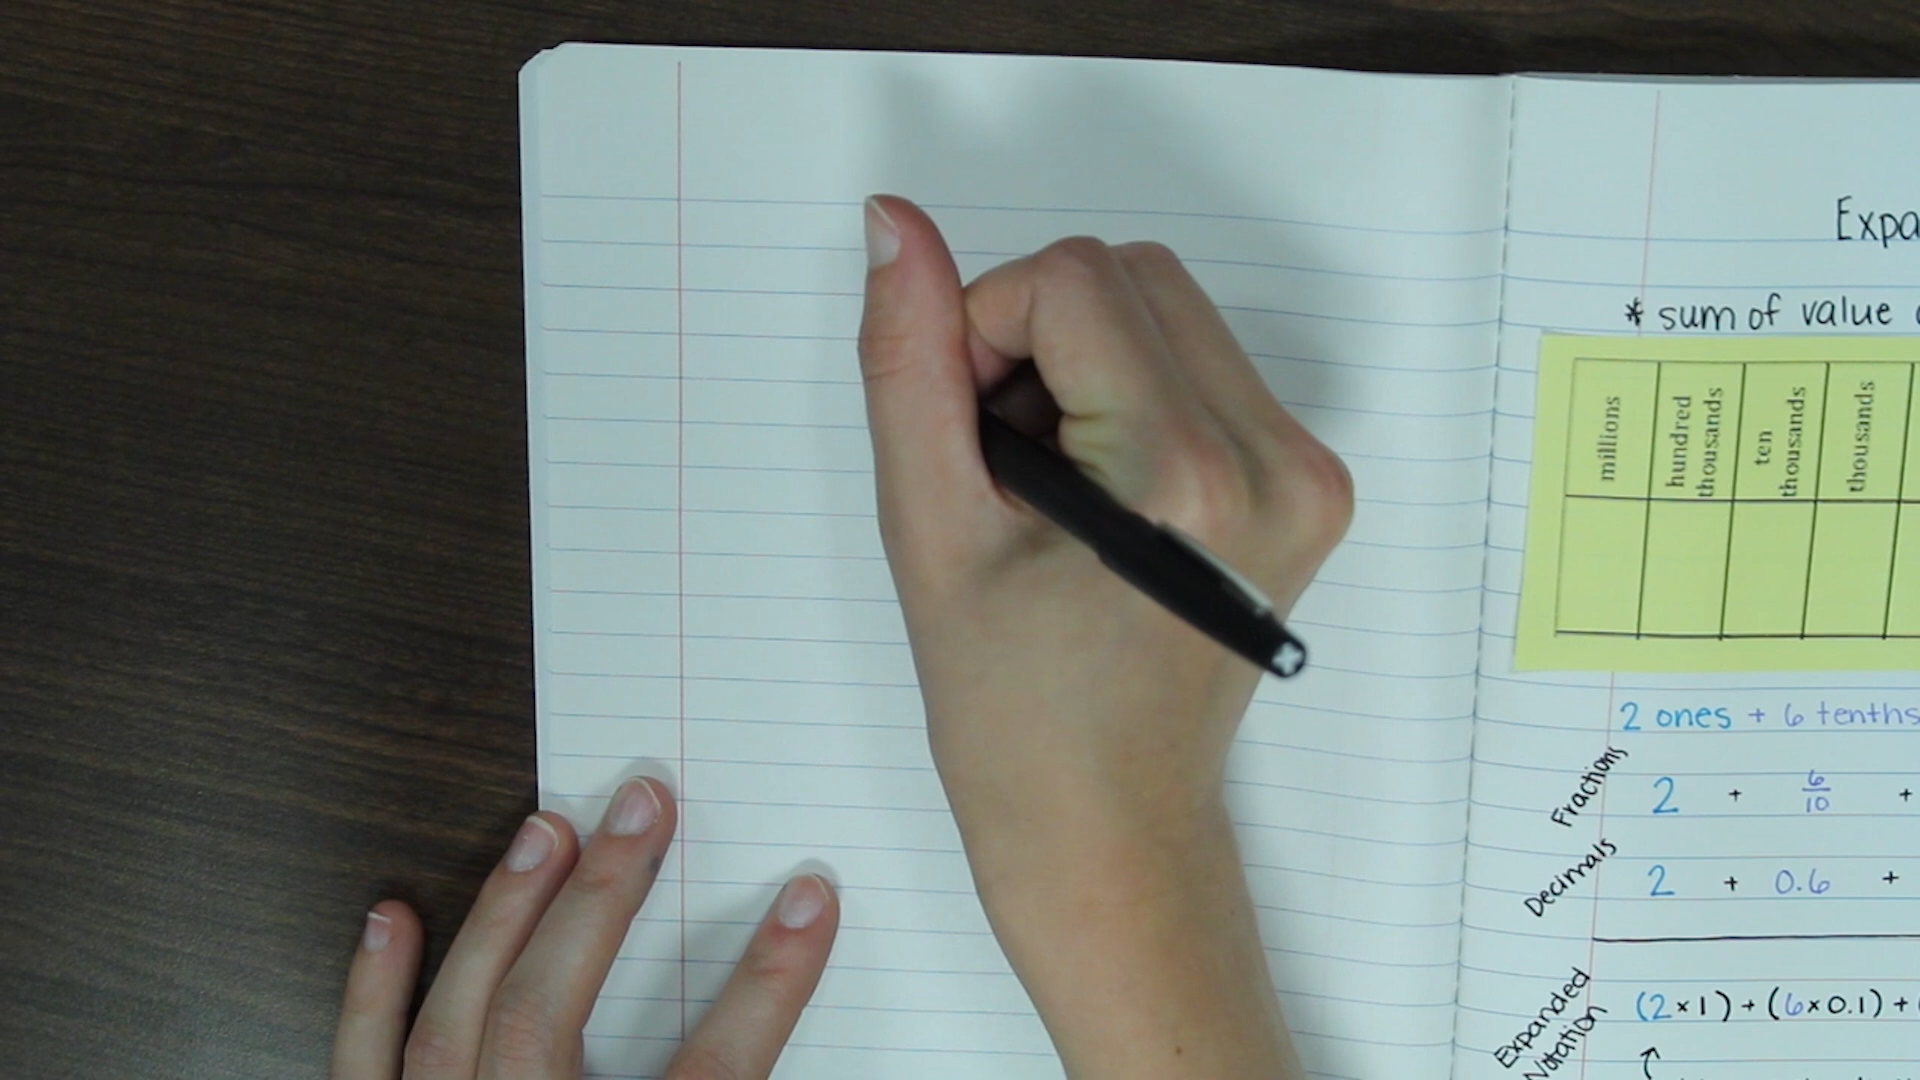 Expa
* sum of value
millions
hundred thousands
ten thousands
thousands
2 ones + 6 tenths
Fractions
2 + 6/10 +
Decimals
2 + 0.6 +
Expanded Notation
(2×1) + (6×0.1) +